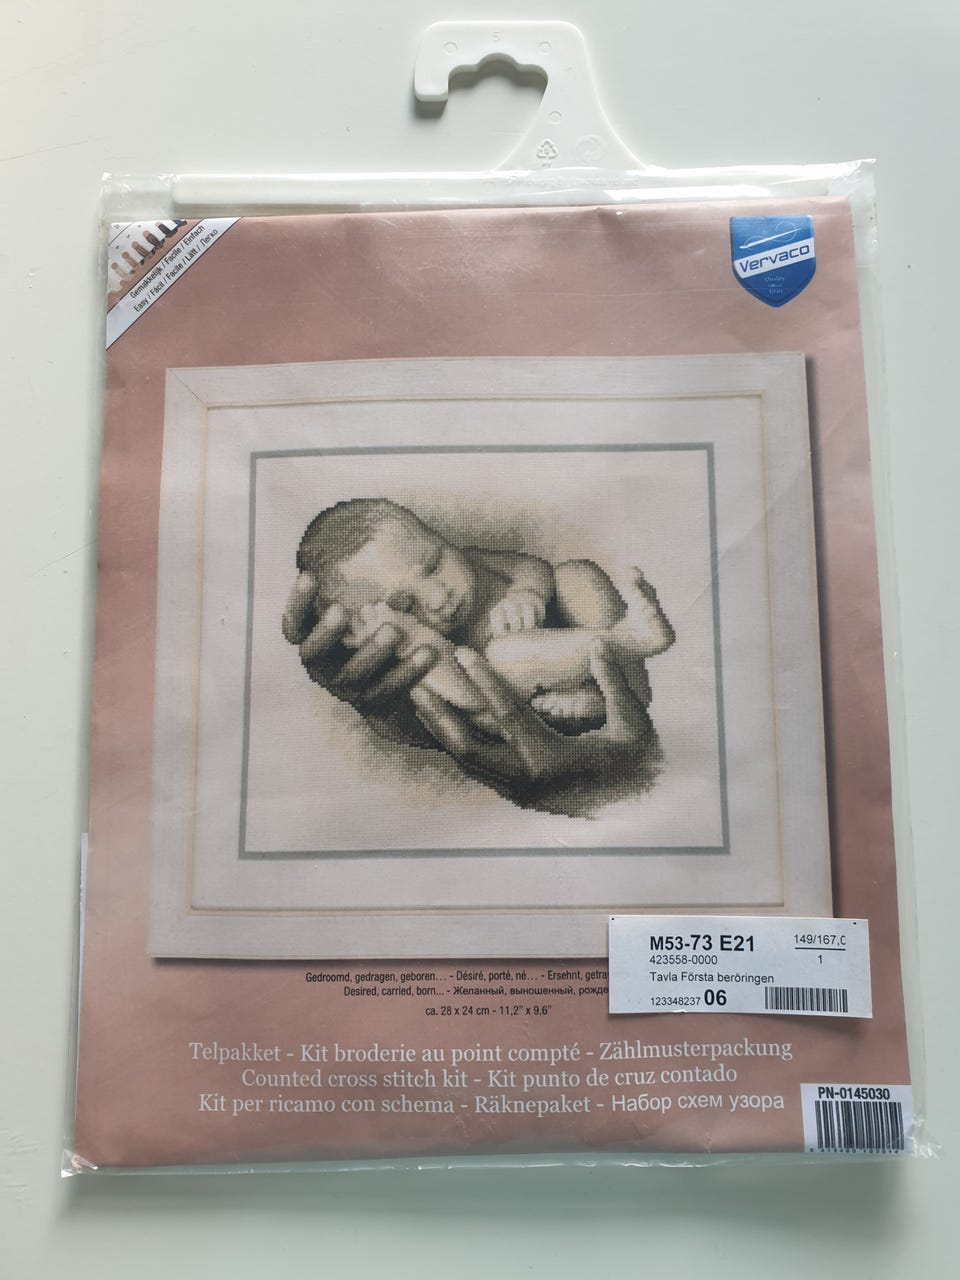 5
Gemakkelijk / Facile / Einfach
Easy / Fácil / Facile / Lätt / Легко
Vervaco
Gedroomd, gedragen, geboren... - Désiré, porté, né... - Ersehnt, getra
Desired, carried, born... - Желанный, выношенный, рожде
ca. 28 x 24 cm - 11,2" x 9,6"
M53-73 E21
149/167,0
423558-0000
1
Tavla Första beröringen
123348237 06
Telpakket - Kit broderie au point compté - Zählmusterpackung
Counted cross stitch kit - Kit punto de cruz contado
Kit per ricamo con schema - Räknepaket - Набор схем узора
PN-0145030